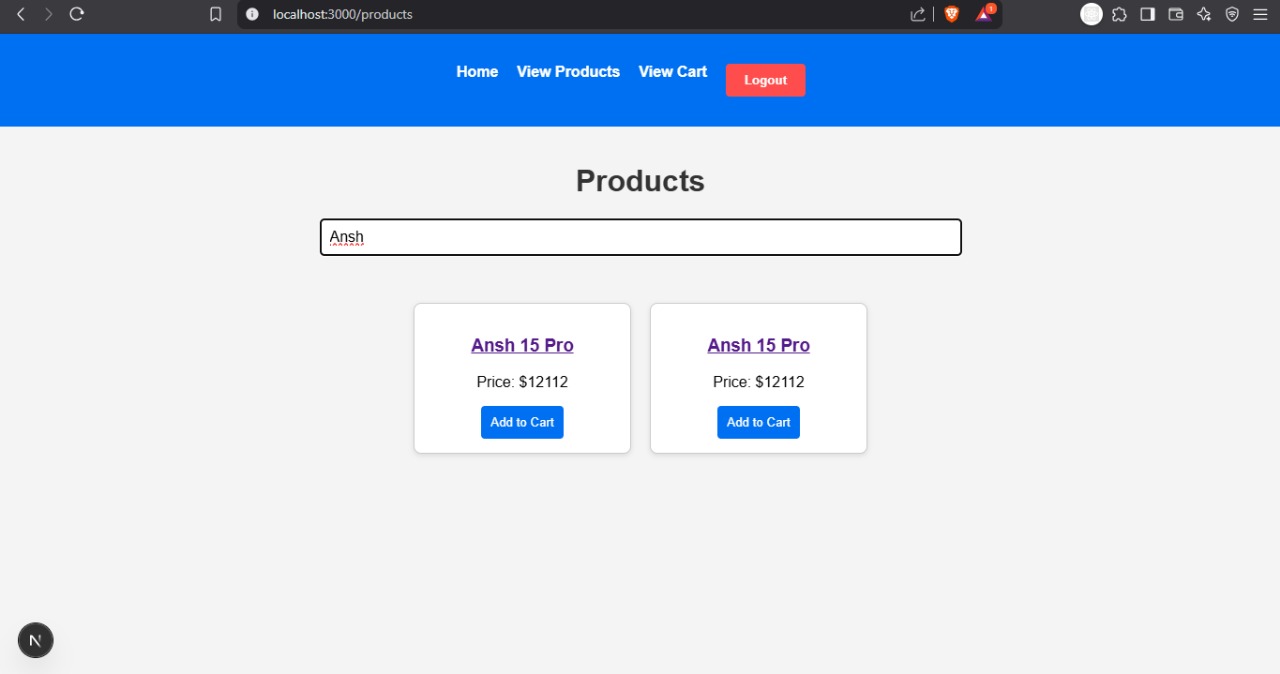 localhost:3000/products
1
Home View Products View Cart Logout
Products
Ansh
Ansh 15 Pro Ansh 15 Pro
Price: $12112 Price: $12112
Add to Cart Add to Cart
N